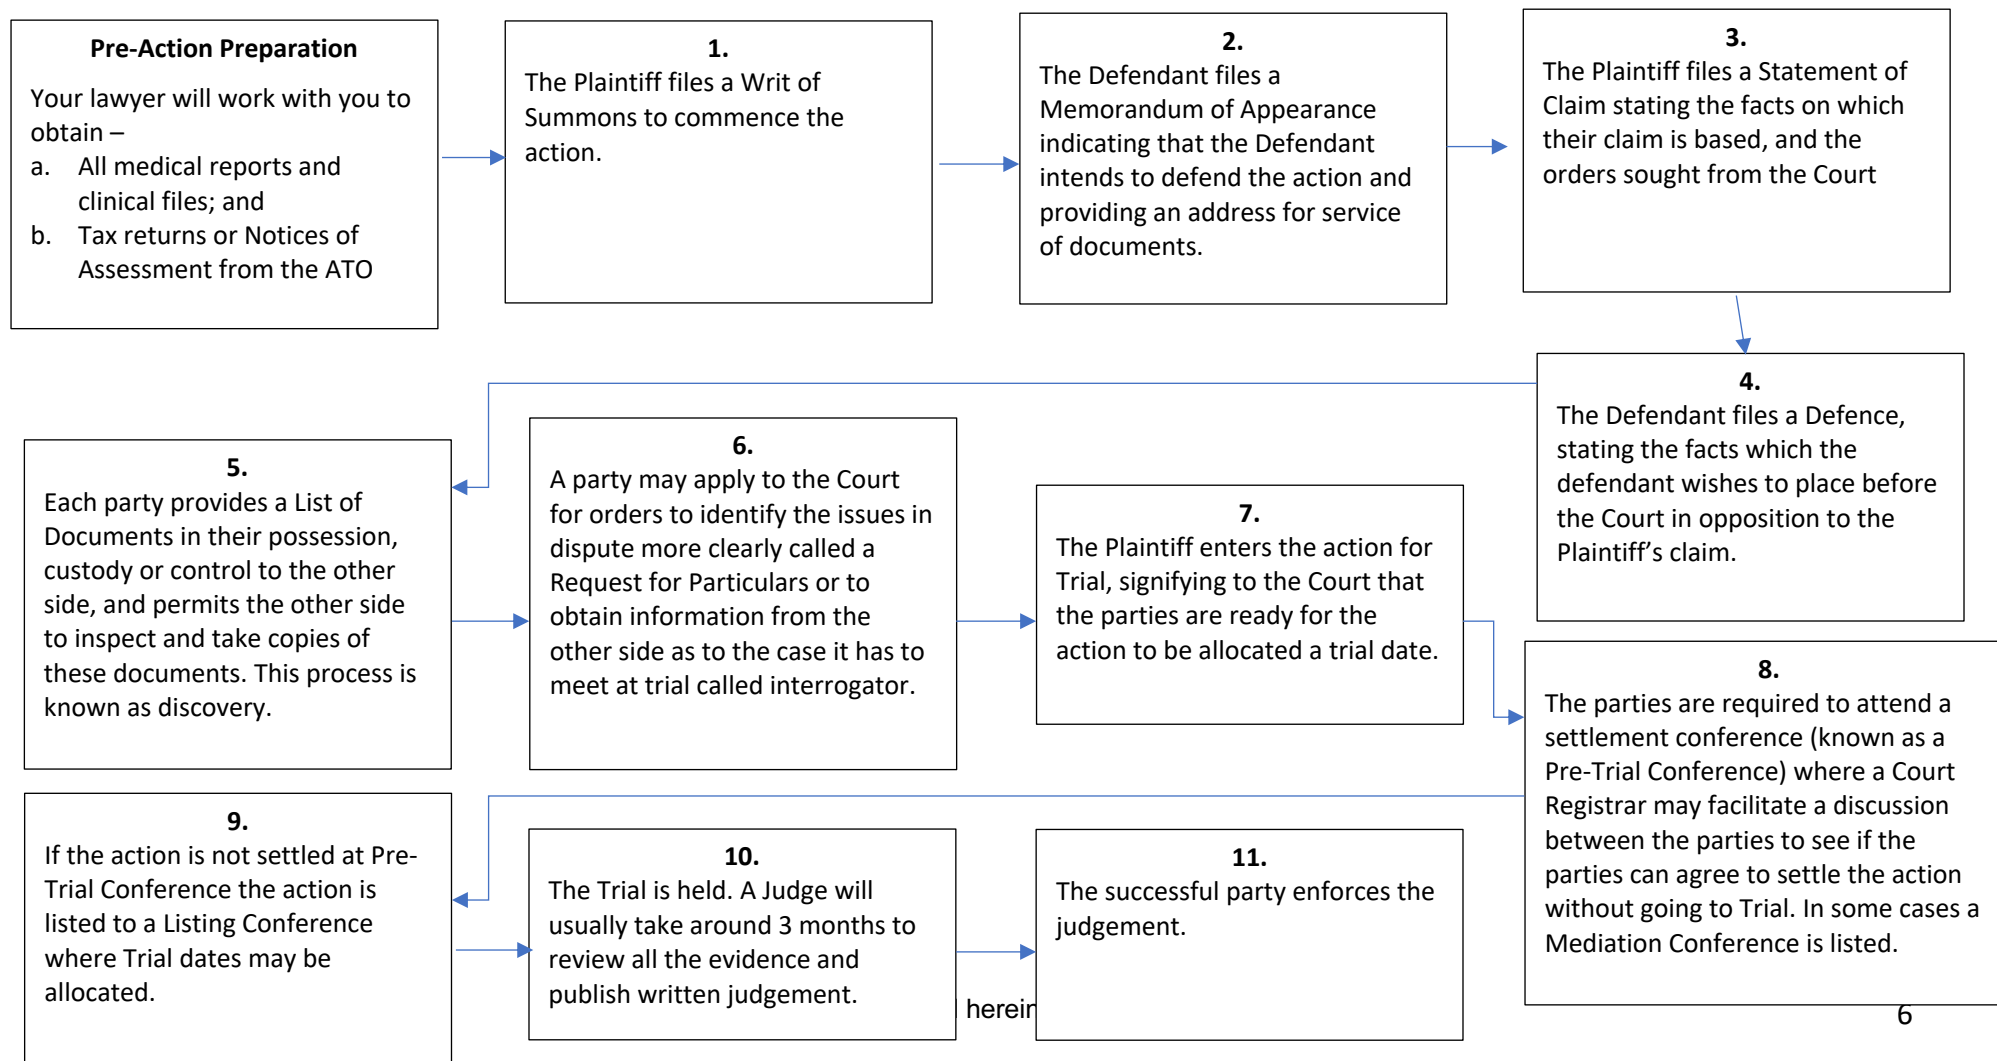 Pre-Action Preparation
Your lawyer will work with you to
obtain –
a. All medical reports and
clinical files; and
b. Tax returns or Notices of
Assessment from the ATO
1.
The Plaintiff files a Writ of
Summons to commence the
action.
2.
The Defendant files a
Memorandum of Appearance
indicating that the Defendant
intends to defend the action and
providing an address for service
of documents.
3.
The Plaintiff files a Statement of
Claim stating the facts on which
their claim is based, and the
orders sought from the Court
4.
The Defendant files a Defence,
stating the facts which the
defendant wishes to place before
the Court in opposition to the
Plaintiff’s claim.
5.
Each party provides a List of
Documents in their possession,
custody or control to the other
side, and permits the other side
to inspect and take copies of
these documents. This process is
known as discovery.
6.
A party may apply to the Court
for orders to identify the issues in
dispute more clearly called a
Request for Particulars or to
obtain information from the
other side as to the case it has to
meet at trial called interrogator.
7.
The Plaintiff enters the action for
Trial, signifying to the Court that
the parties are ready for the
action to be allocated a trial date.
8.
The parties are required to attend a
settlement conference (known as a
Pre-Trial Conference) where a Court
Registrar may facilitate a discussion
between the parties to see if the
parties can agree to settle the action
without going to Trial. In some cases a
Mediation Conference is listed.
9.
If the action is not settled at Pre-
Trial Conference the action is
listed to a Listing Conference
where Trial dates may be
allocated.
10.
The Trial is held. A Judge will
usually take around 3 months to
review all the evidence and
publish written judgement.
11.
The successful party enforces the
judgement.
herein
6